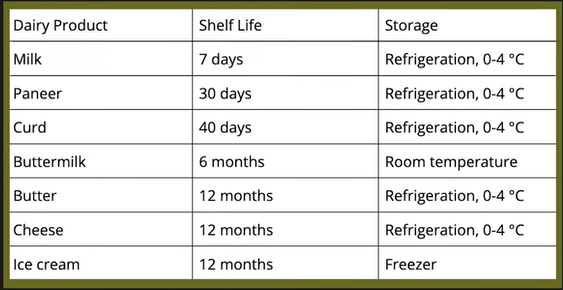 Dairy Product Shelf Life Storage
Milk 7 days Refrigeration, 0-4 °C
Paneer 30 days Refrigeration, 0-4 °C
Curd 40 days Refrigeration, 0-4 °C
Buttermilk 6 months Room temperature
Butter 12 months Refrigeration, 0-4 °C
Cheese 12 months Refrigeration, 0-4 °C
Ice cream 12 months Freezer